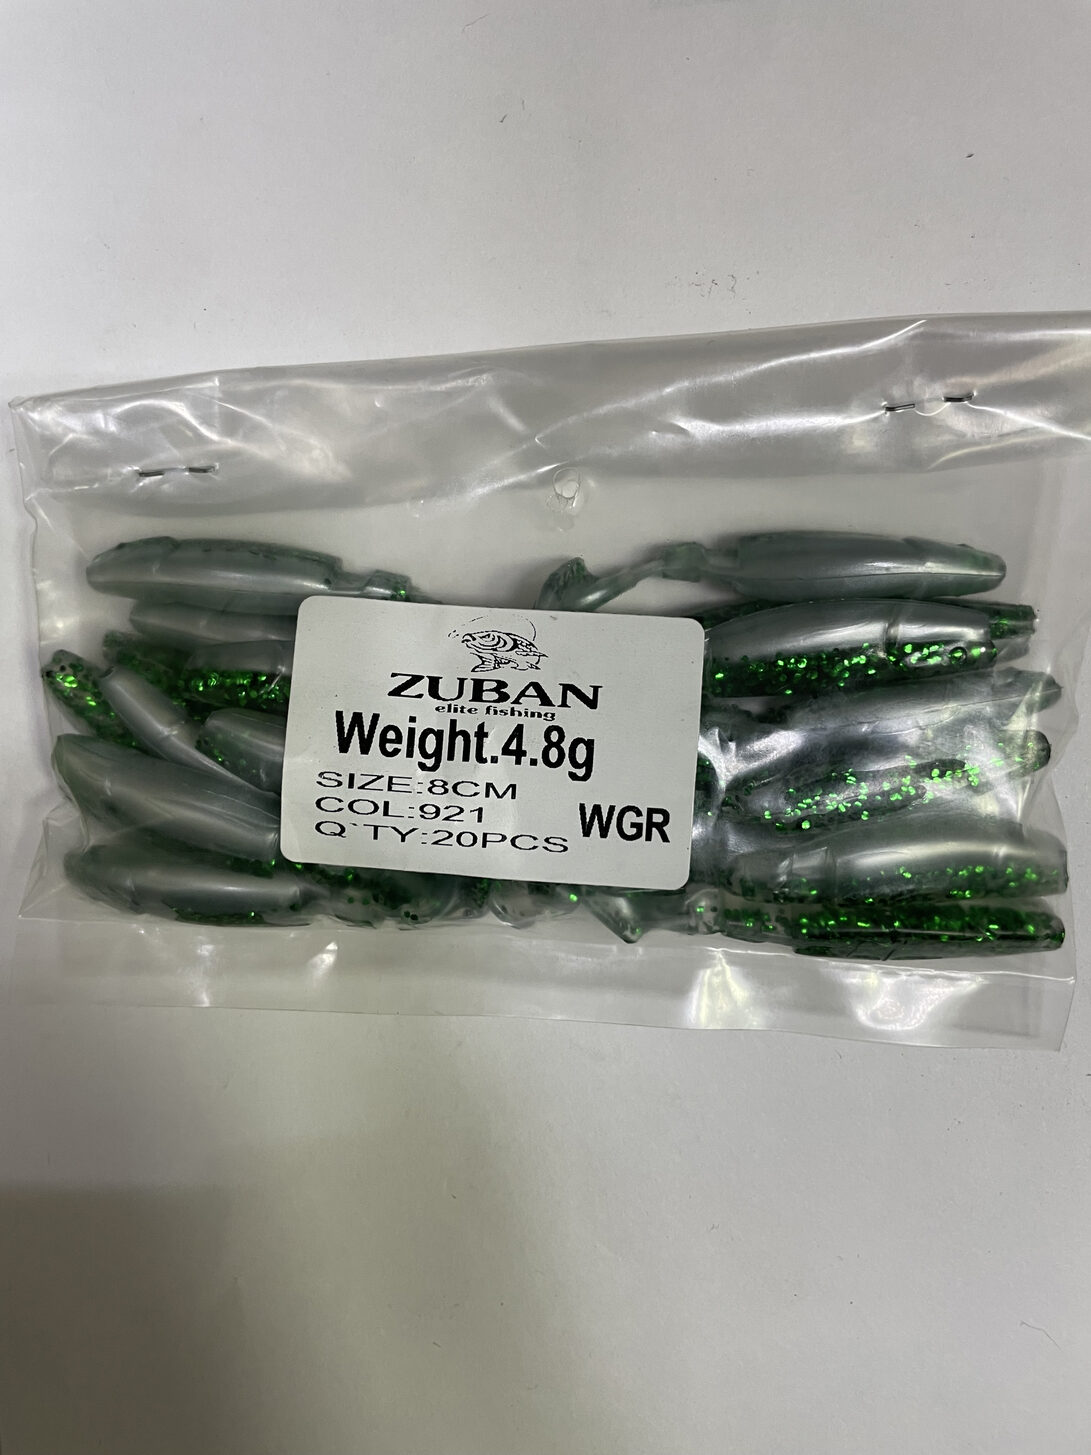 ZUBAN
elite fishing
Weight.4.8g
SIZE:8CM
COL:921
WGR
Q`TY:20PCS